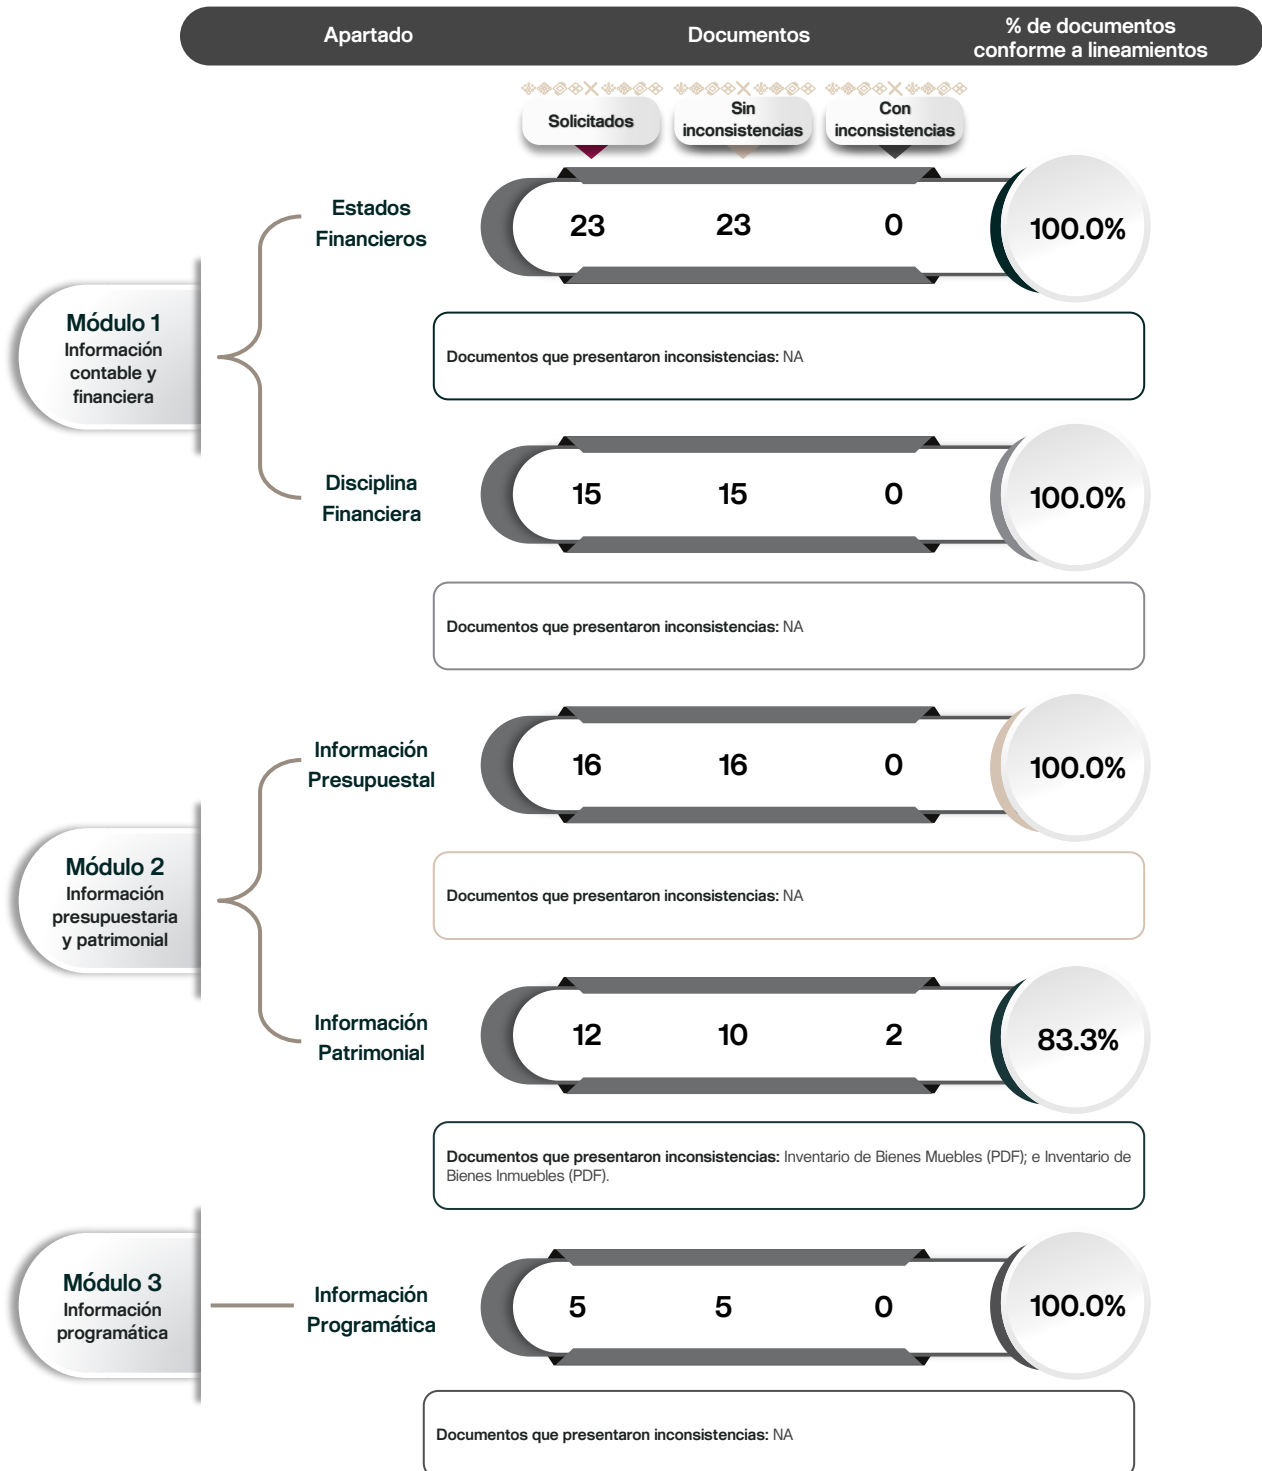 Apartado
Documentos
% de documentos
conforme a lineamientos
Solicitados
Sin
inconsistencias
Con
inconsistencias
Módulo 1
Información
contable y
financiera
Estados
Financieros
23
23
0
100.0%
Documentos que presentaron inconsistencias: NA
Disciplina
Financiera
15
15
0
100.0%
Documentos que presentaron inconsistencias: NA
Módulo 2
Información
presupuestaria
y patrimonial
Información
Presupuestal
16
16
0
100.0%
Documentos que presentaron inconsistencias: NA
Información
Patrimonial
12
10
2
83.3%
Documentos que presentaron inconsistencias: Inventario de Bienes Muebles (PDF); e Inventario de
Bienes Inmuebles (PDF).
Módulo 3
Información
programática
Información
Programática
5
5
0
100.0%
Documentos que presentaron inconsistencias: NA